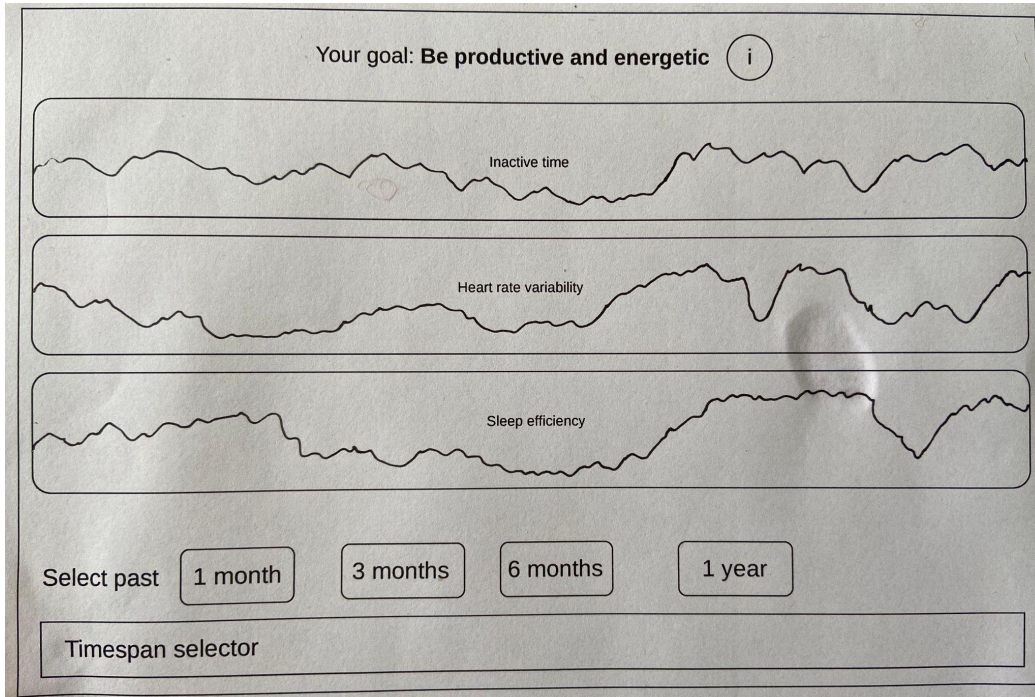 Your goal: Be productive and energetic i
Inactive time
Heart rate variability
Sleep efficiency
Select past 1 month 3 months 6 months 1 year
Timespan selector